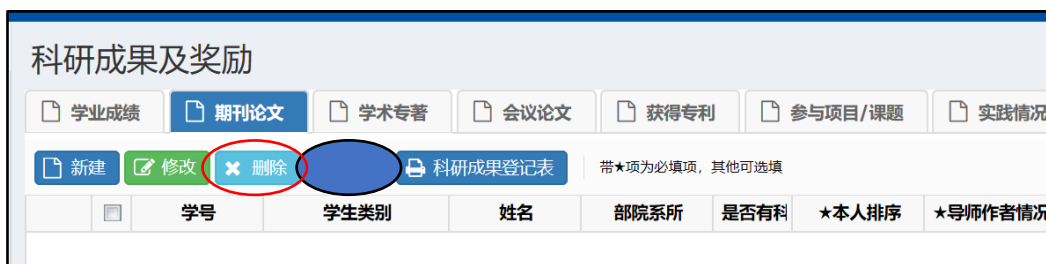 科研成果及奖励
学业成绩 期刊论文 学术专著 会议论文 获得专利 参与项目/课题 实践情况
新建 修改 删除 科研成果登记表 带★项为必填项，其他可选填
学号 学生类别 姓名 部院系所 是否有科 ★本人排序 ★导师作者情况